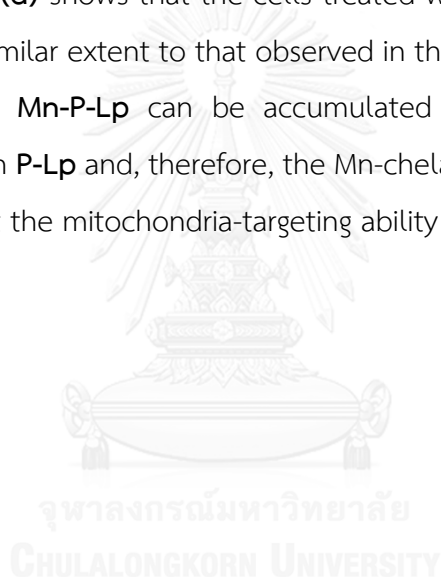 (d) shows that the cells treated
milar extent to that observed in th
Mn-P-Lp can be accumulated
P-Lp and, therefore, the Mn-chela
the mitochondria-targeting ability
จุฬาลงกรณ์มหาวิทยาลัย
CHULALONGKORN UNIVERSITY